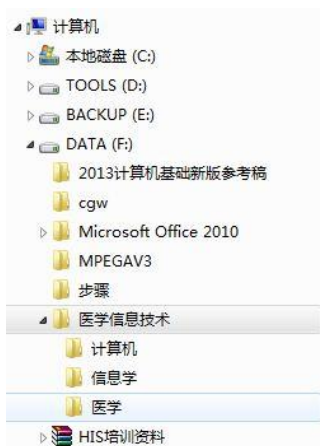 计算机
本地磁盘 (C:)
TOOLS (D:)
BACKUP (E:)
DATA (F:)
2013计算机基础新版参考稿
cgw
Microsoft Office 2010
MPEGAV3
步骤
医学信息技术
计算机
信息学
医学
HIS培训资料